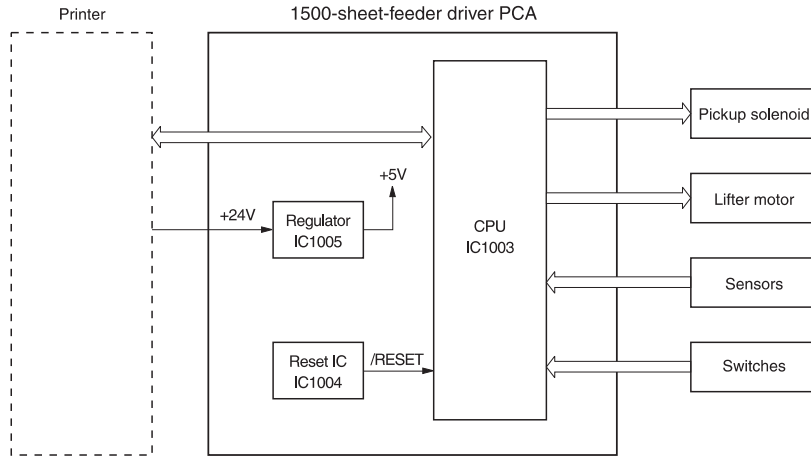 Printer
1500-sheet-feeder driver PCA
Pickup solenoid
+5V
+24V
Regulator
IC1005
CPU
IC1003
Lifter motor
Sensors
Reset IC
IC1004
/RESET
Switches